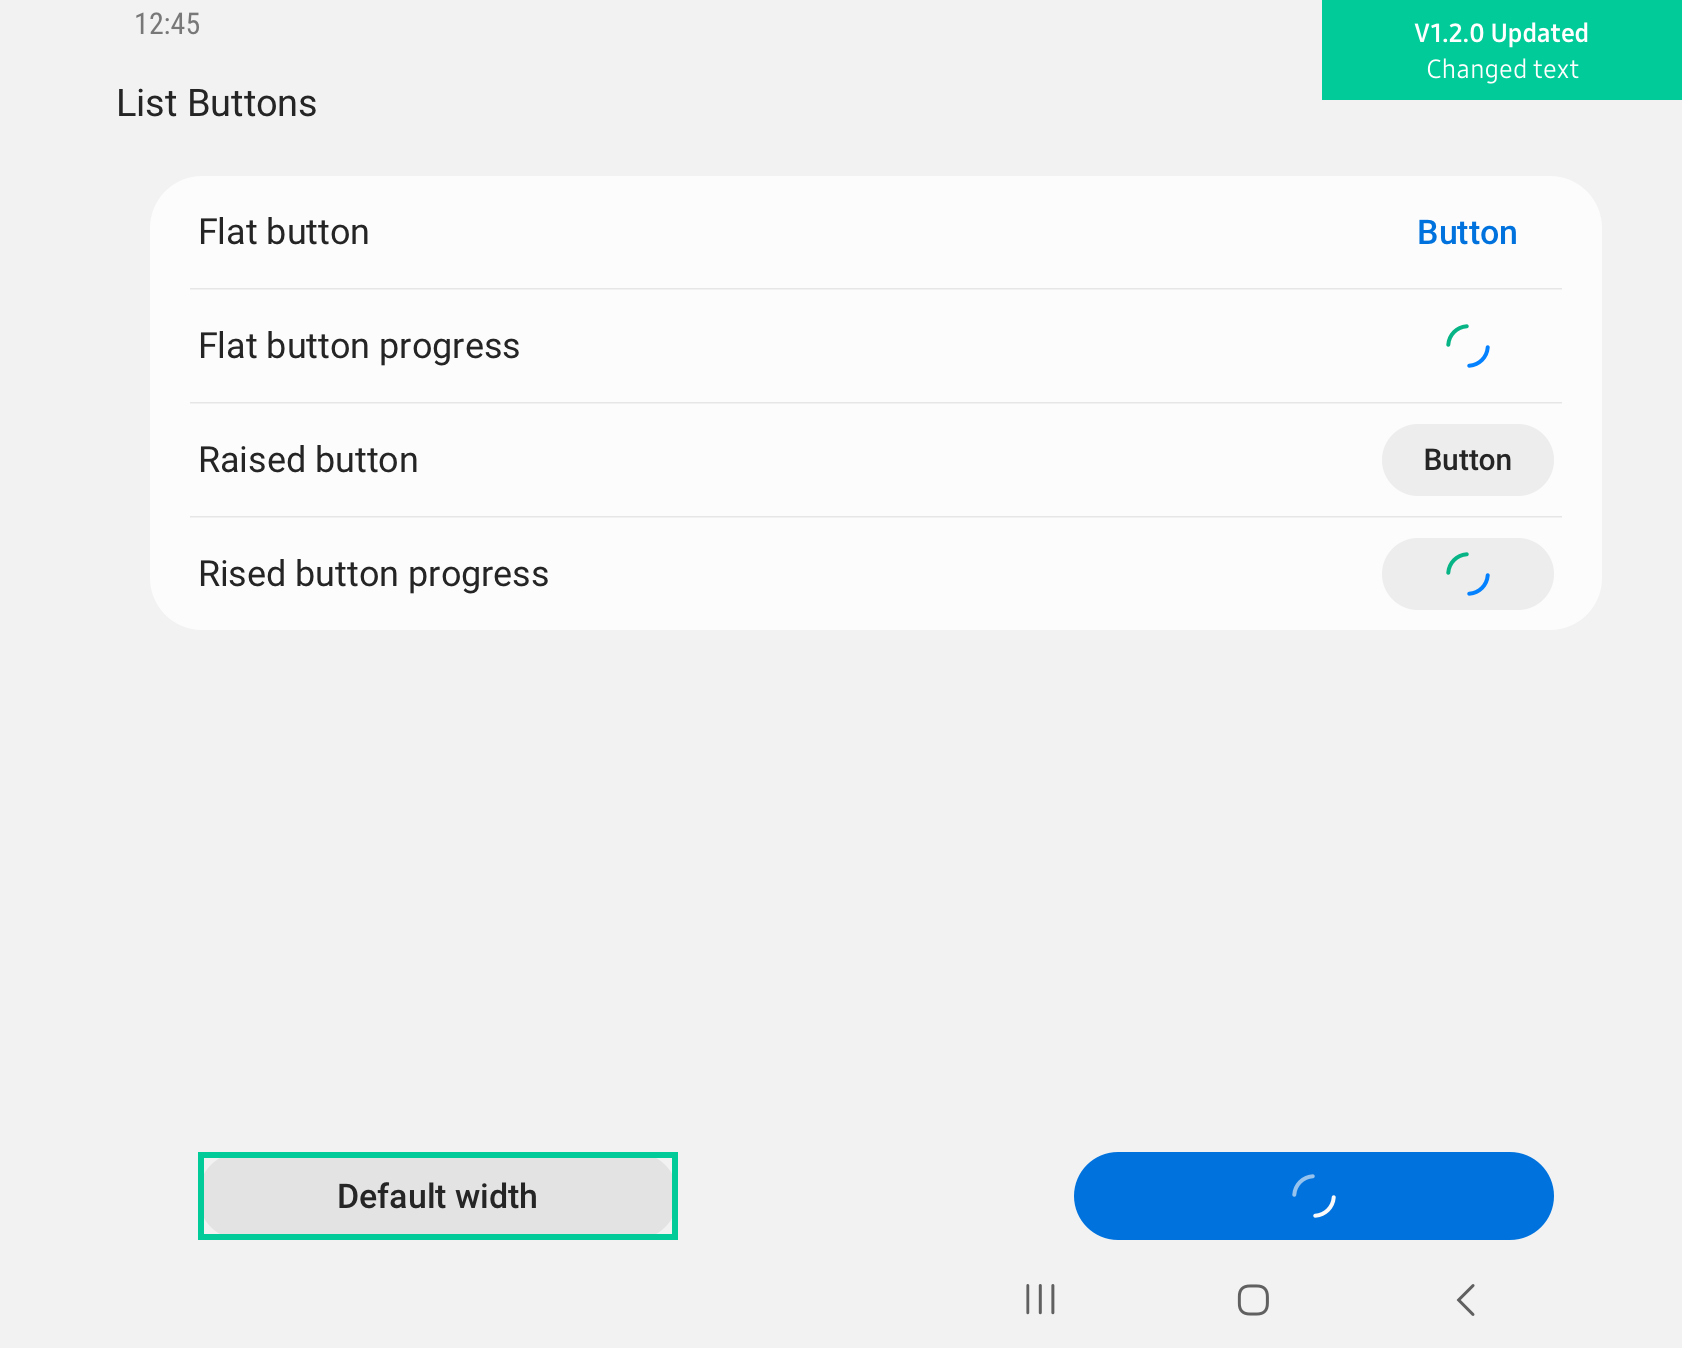 12:45
V1.2.0 Updated
Changed text
List Buttons
Flat button
Button
Flat button progress
Raised button
Button
Rised button progress
Default width